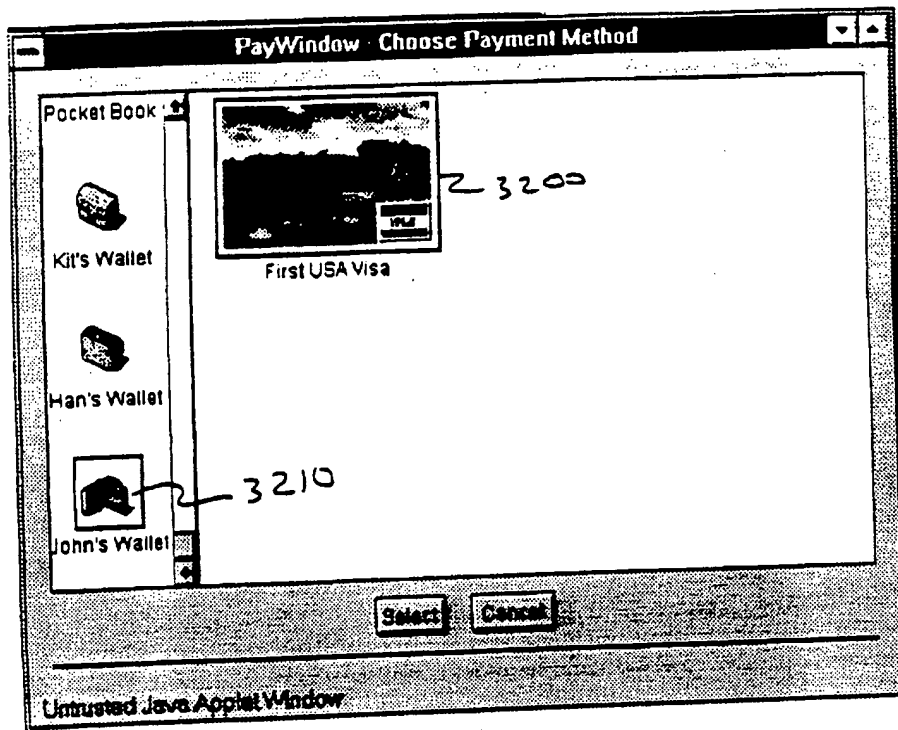 PayWindow - Choose Payment Method
Pocket Book
3200
VISA
First USA Visa
Kit's Wallet
Han's Wallet
3210
John's Wallet
Select Cancel
Untrusted Java Applet Window